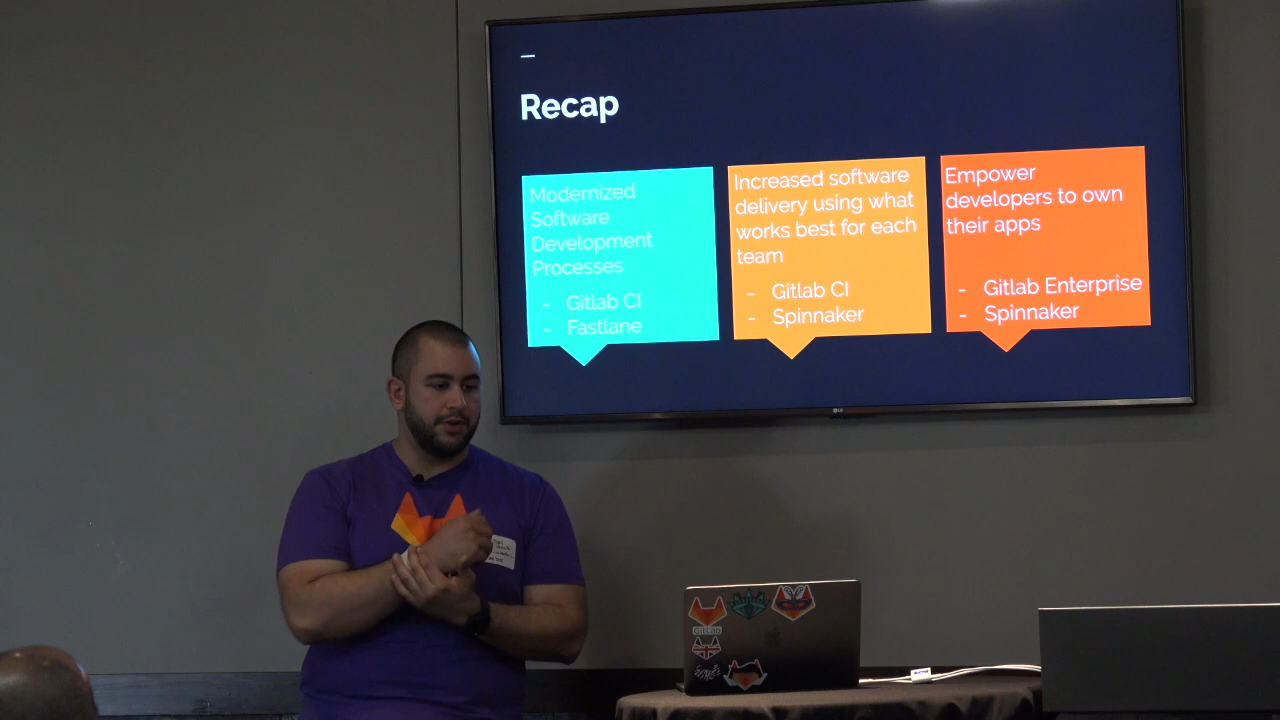 Recap
Modernized
Software
Development
Processes
- Gitlab CI
- Fastlane
Increased software
delivery using what
works best for each
team
- Gitlab CI
- Spinnaker
Empower
developers to own
their apps
- Gitlab Enterprise
- Spinnaker
LG
GitLab